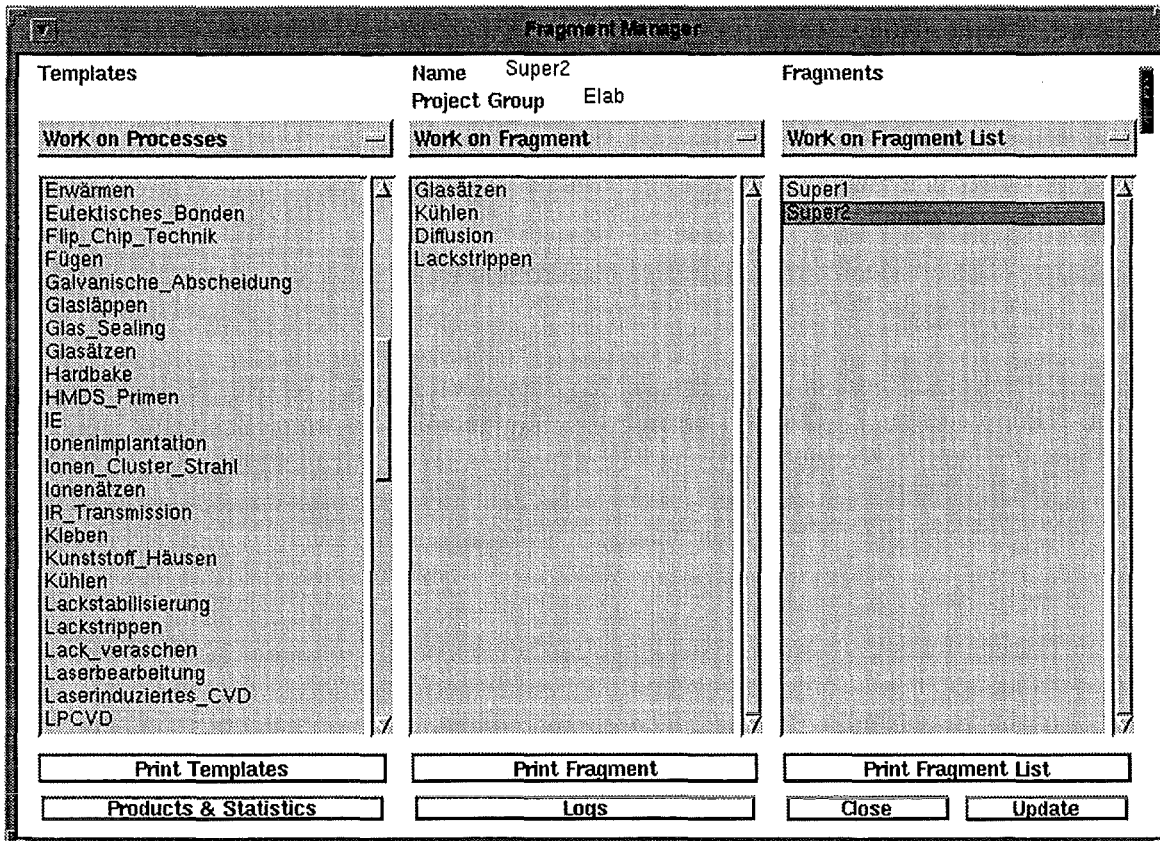 Fragment Manager
Templates
Name Super2
Project Group Elab
Fragments
Work on Processes
Work on Fragment
Work on Fragment List
Erwärmen
Eutektisches_Bonden
Flip_Chip_Technik
Fügen
Galvanische_Abscheidung
Glasläppen
Glas_Sealing
Glasätzen
Hardbake
HMDS_Primen
IE
Ionenimplantation
Ionen_Cluster_Strahl
Ionenätzen
IR_Transmission
Kleben
Kunststoff_Häusen
Kühlen
Lackstabilisierung
Lackstrippen
Lack_veraschen
Laserbearbeitung
Laserinduziertes_CVD
LPCVD
Glasätzen
Kühlen
Diffusion
Lackstrippen
Super1
Super2
Print Templates
Print Fragment
Print Fragment List
Products & Statistics
Logs
Close
Update